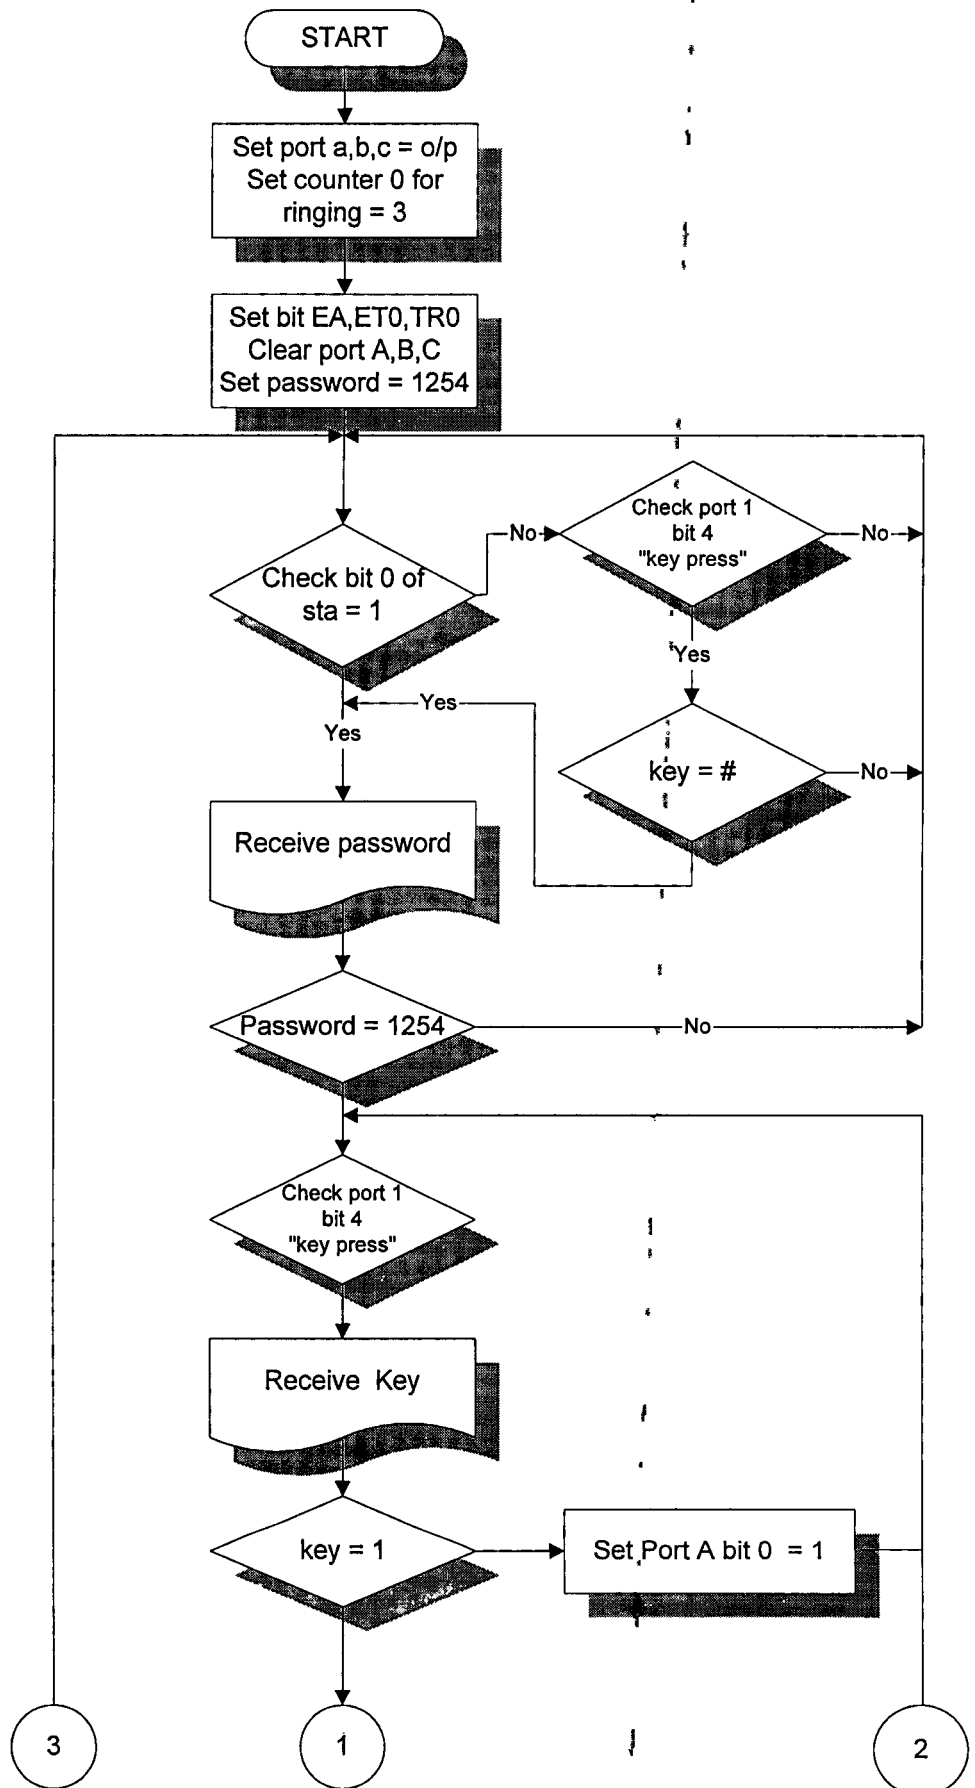 START
Set port a,b,c = o/p
Set counter 0 for
ringing = 3
Set bit EA,ET0,TR0
Clear port A,B,C
Set password = 1254
Check bit 0 of
sta = 1
No
Check port 1
bit 4
"key press"
No
Yes
key = #
No
Yes
Yes
Receive password
Password = 1254
No
Check port 1
bit 4
"key press"
Receive Key
key = 1
Set Port A bit 0 = 1
3
1
2